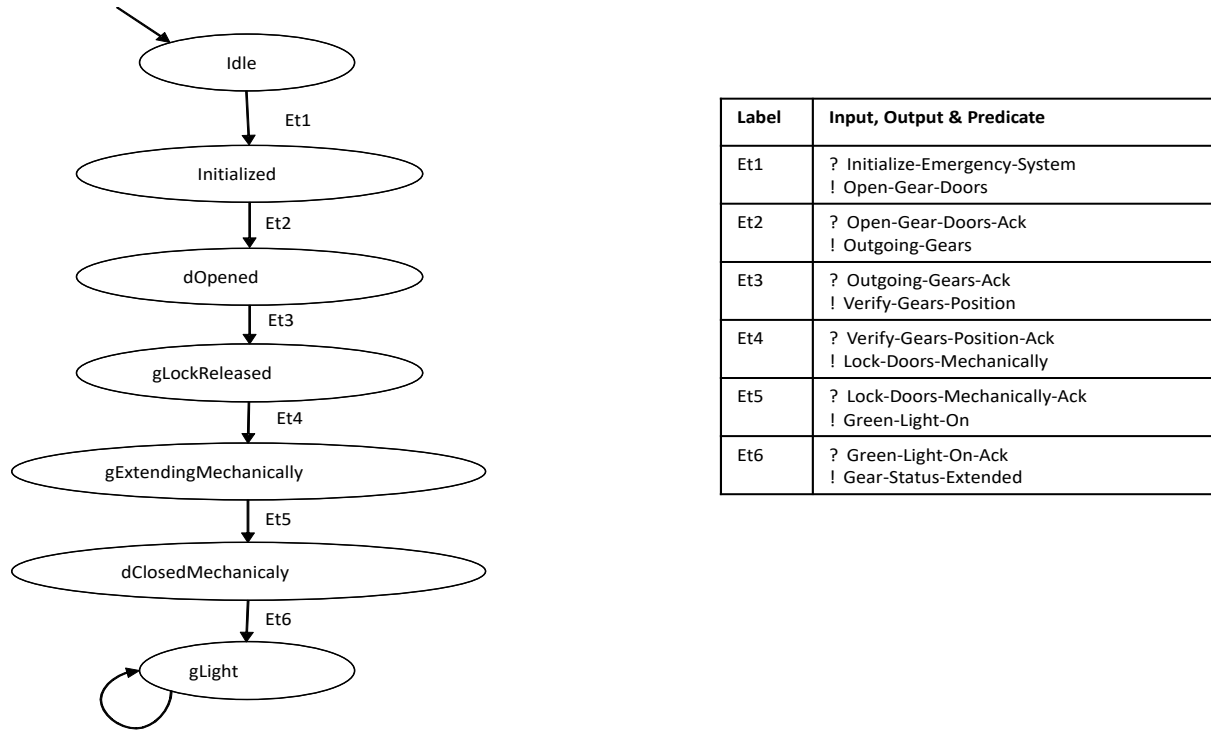 Idle
Et1
Initialized
Et2
dOpened
Et3
gLockReleased
Et4
gExtendingMechanically
Et5
dClosedMechanicaly
Et6
gLight
Label Input, Output & Predicate
Et1 ? Initialize-Emergency-System
! Open-Gear-Doors
Et2 ? Open-Gear-Doors-Ack
! Outgoing-Gears
Et3 ? Outgoing-Gears-Ack
! Verify-Gears-Position
Et4 ? Verify-Gears-Position-Ack
! Lock-Doors-Mechanically
Et5 ? Lock-Doors-Mechanically-Ack
! Green-Light-On
Et6 ? Green-Light-On-Ack
! Gear-Status-Extended